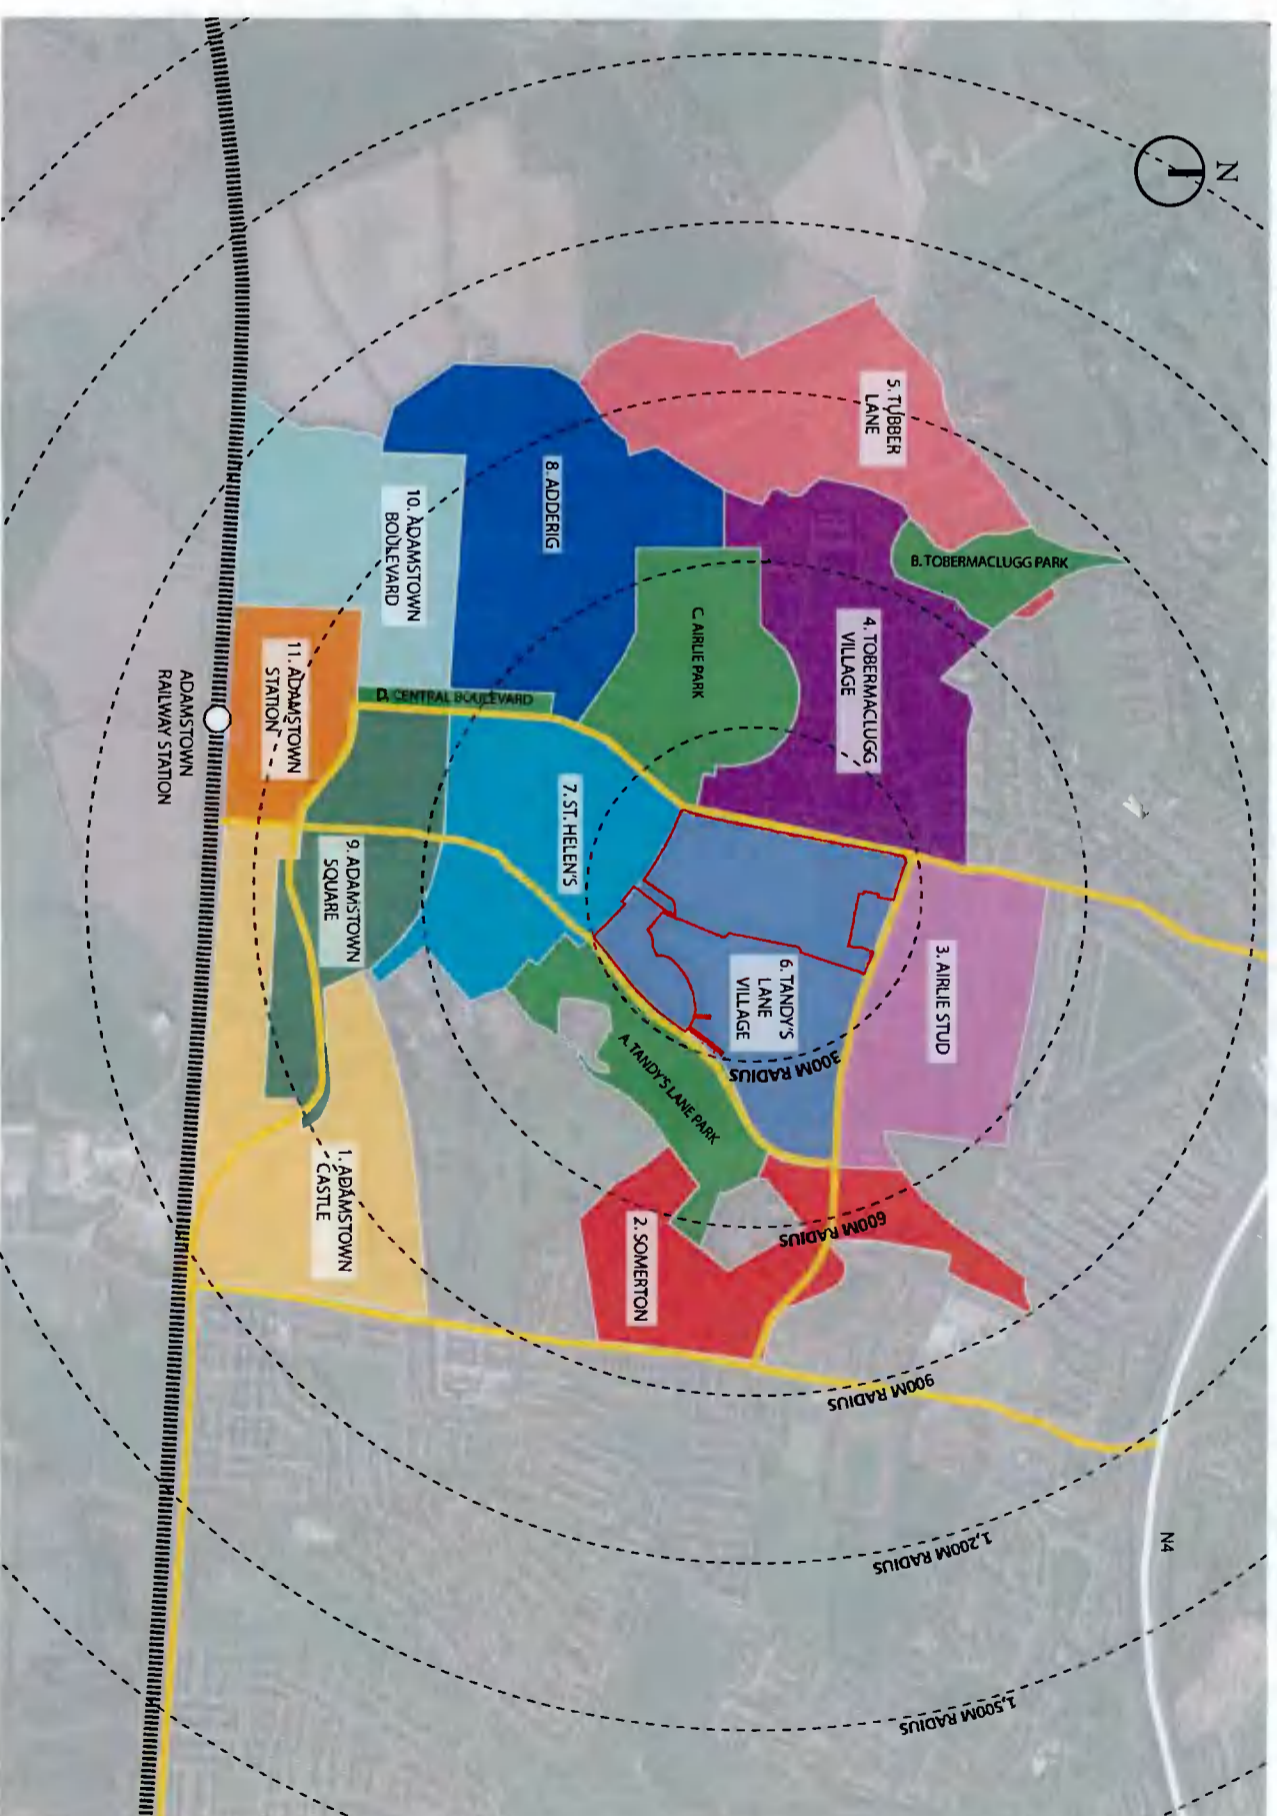 N
5. TUBBER
LANE
B. TOBERMACLUGG PARK
4. TOBERMACLUGG
VILLAGE
C. AIRLIE PARK
8. ADDERIG
10. ADAMSTOWN
BOULEVARD
D. CENTRAL BOULEVARD
11. ADAMSTOWN
STATION
ADAMSTOWN
RAILWAY STATION
7. ST. HELEN'S
9. ADAMSTOWN
SQUARE
6. TANDY'S
LANE
VILLAGE
3. AIRLIE STUD
A. TANDY'S LANE PARK
1. ADAMSTOWN
CASTLE
2. SOMERTON
300M RADIUS
600M RADIUS
900M RADIUS
1,200M RADIUS
1,500M RADIUS
N4